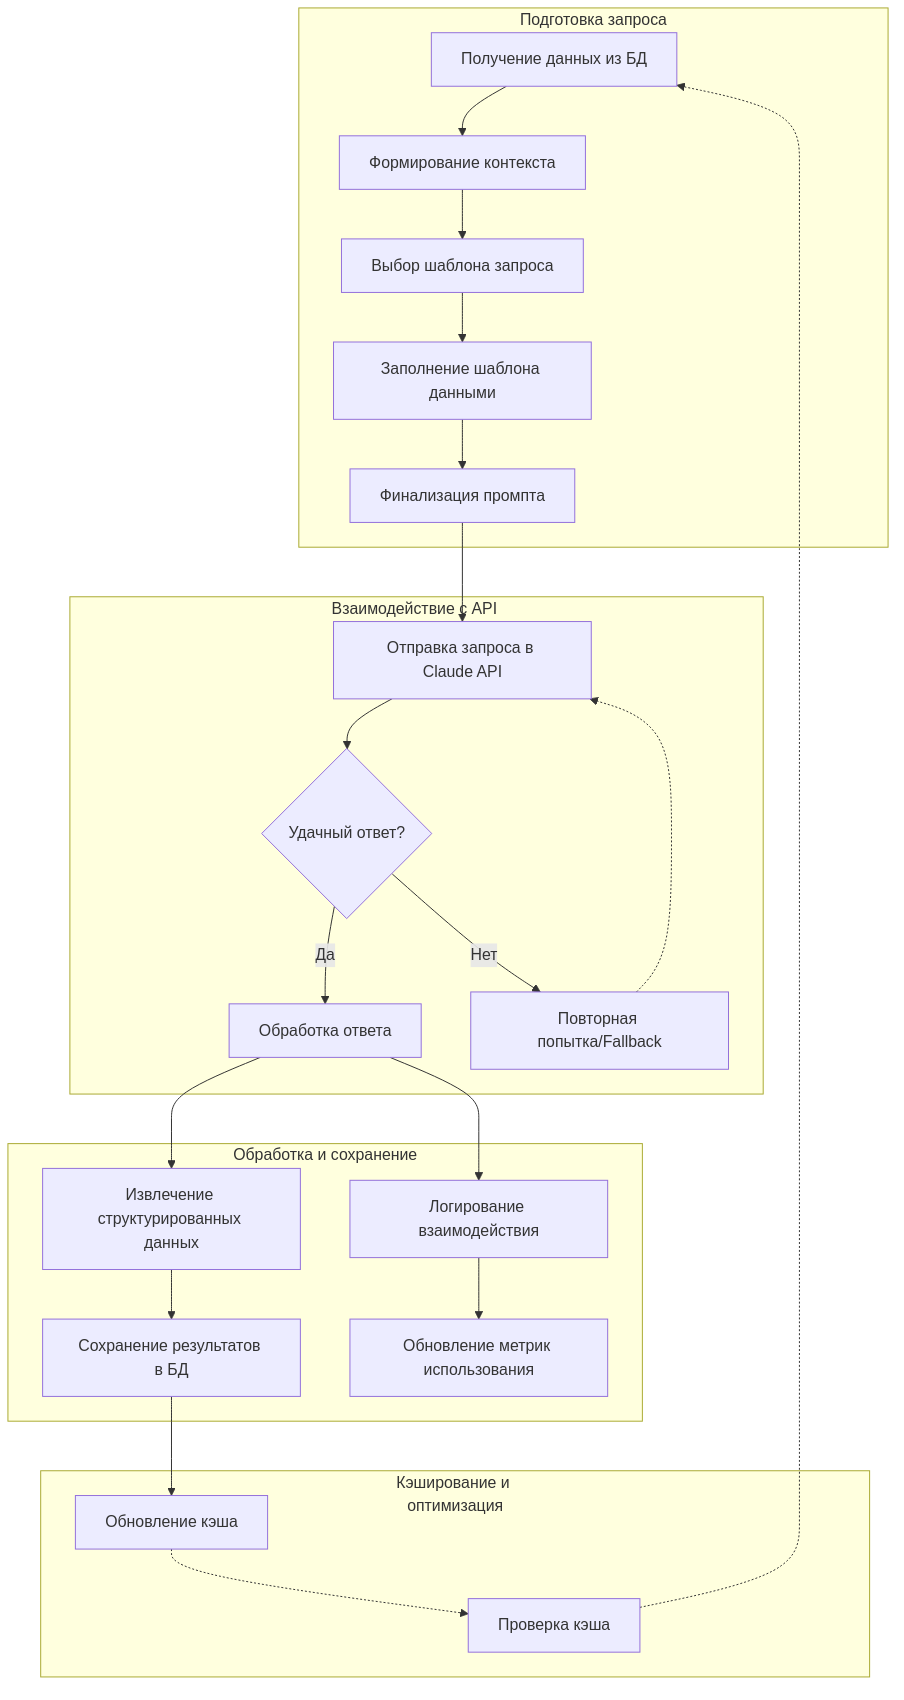 Подготовка запроса
Получение данных из БД
Формирование контекста
Выбор шаблона запроса
Заполнение шаблона
данными
Финализация промпта
Взаимодействие с API
Отправка запроса в
Claude API
Удачный ответ?
Да
Нет
Обработка ответа
Повторная
попытка/Fallback
Обработка и сохранение
Извлечение
структурированных
данных
Логирование
взаимодействия
Сохранение результатов
в БД
Обновление метрик
использования
Кэширование и
оптимизация
Обновление кэша
Проверка кэша